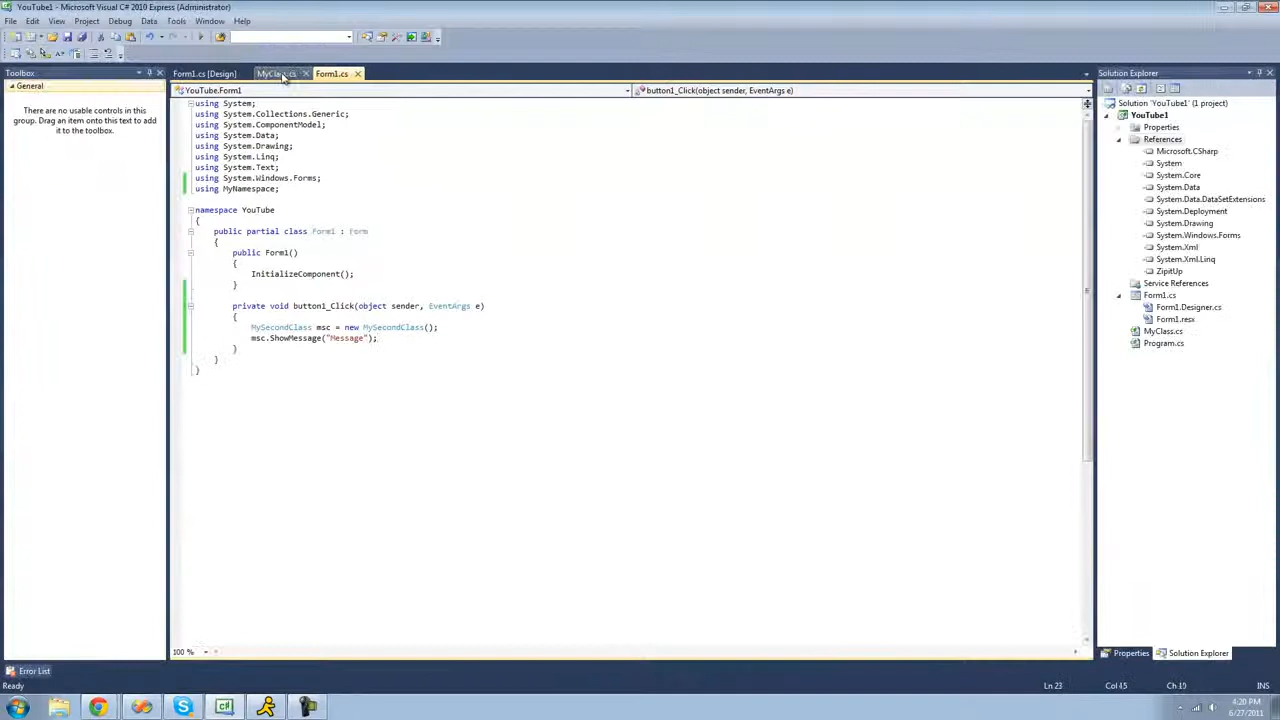 YouTube1 - Microsoft Visual C# 2010 Express (Administrator)
File Edit View Project Debug Data Tools Window Help
Toolbox
General
There are no usable controls in this
group. Drag an item onto this text to add
it to the toolbox.
Form1.cs [Design] MyClass.cs Form1.cs
YouTube.Form1 button1_Click(object sender, EventArgs e)
using System;
using System.Collections.Generic;
using System.ComponentModel;
using System.Data;
using System.Drawing;
using System.Linq;
using System.Text;
using System.Windows.Forms;
using MyNamespace;
namespace YouTube
{
public partial class Form1 : Form
{
public Form1()
{
InitializeComponent();
}
private void button1_Click(object sender, EventArgs e)
{
MySecondClass msc = new MySecondClass();
msc.ShowMessage("Message");
}
}
}
100 %
Solution Explorer
Solution 'YouTube1' (1 project)
YouTube1
Properties
References
Microsoft.CSharp
System
System.Core
System.Data
System.Data.DataSetExtensions
System.Deployment
System.Drawing
System.Windows.Forms
System.Xml
System.Xml.Linq
ZipitUp
Service References
Form1.cs
Form1.Designer.cs
Form1.resx
MyClass.cs
Program.cs
Properties Solution Explorer
Error List
Ready Ln 23 Col 45 Ch 19 INS
4:20 PM
6/27/2011